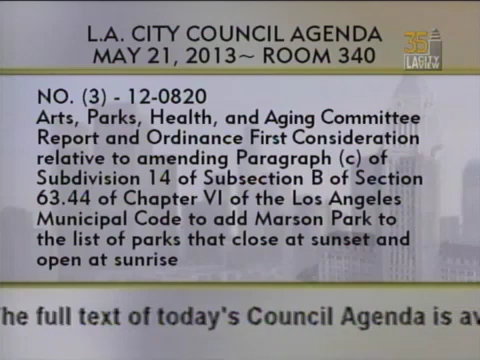 L.A. CITY COUNCIL AGENDA
MAY 21, 2013~ ROOM 340
35
LA CITY
VIEW
NO. (3) - 12-0820
Arts, Parks, Health, and Aging Committee
Report and Ordinance First Consideration
relative to amending Paragraph (c) of
Subdivision 14 of Subsection B of Section
63.44 of Chapter VI of the Los Angeles
Municipal Code to add Marson Park to
the list of parks that close at sunset and
open at sunrise
The full text of today's Council Agenda is av